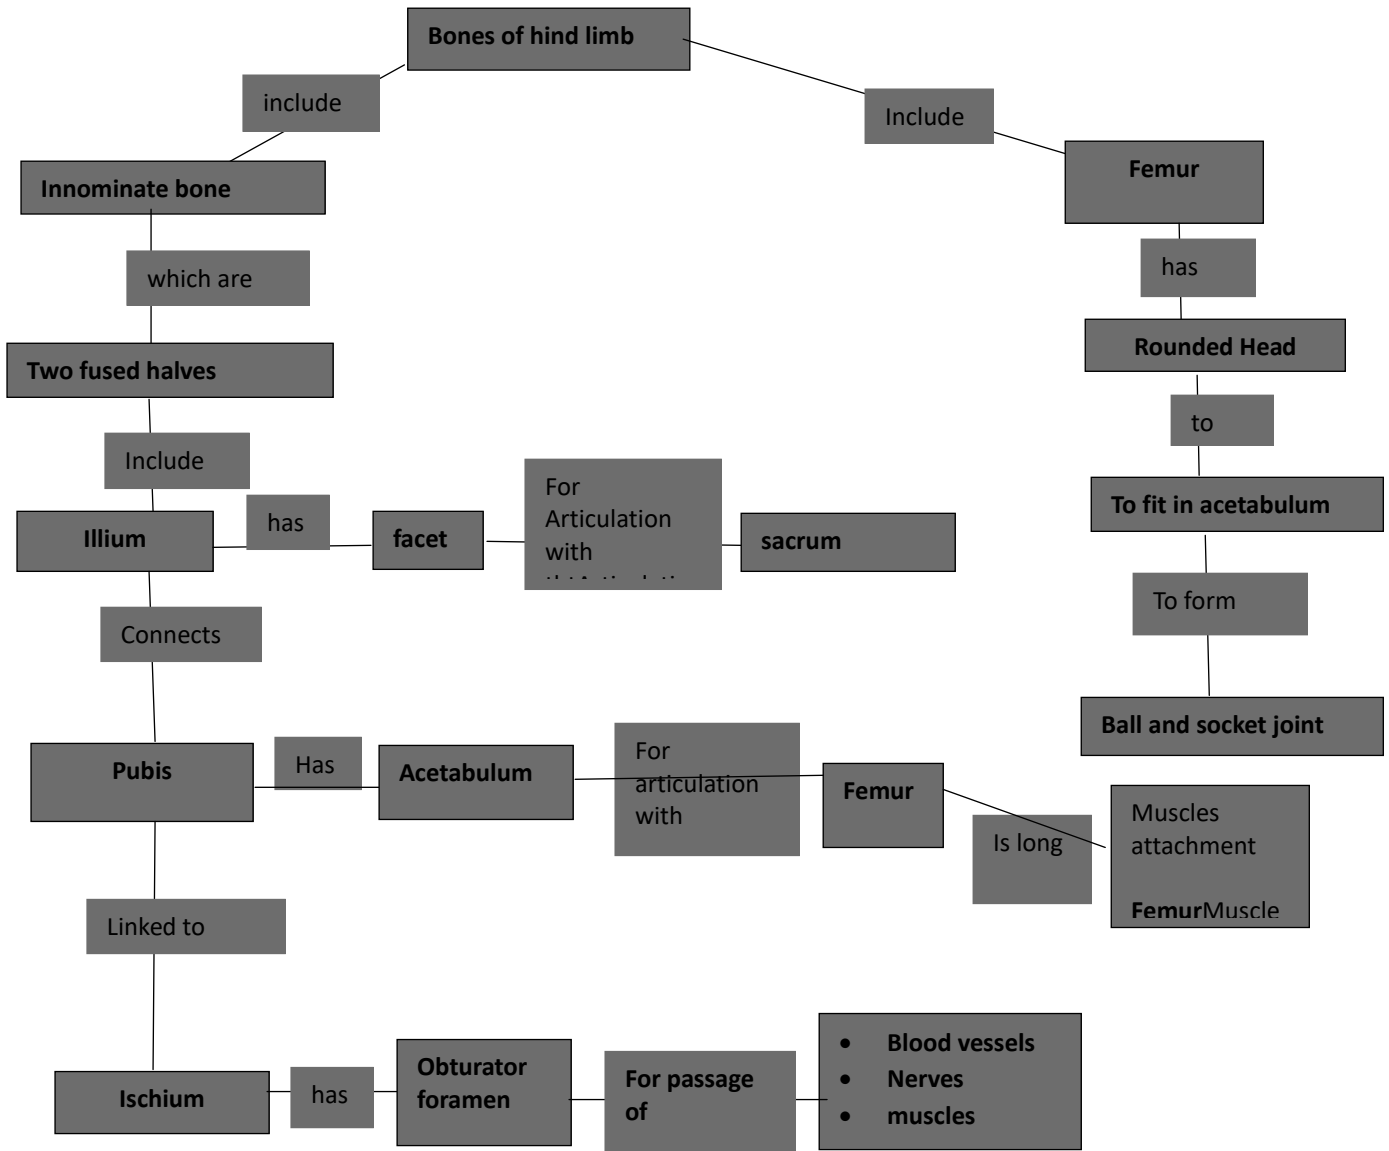 Bones of hind limb
include
Include
Innominate bone
Femur
which are
has
Two fused halves
Rounded Head
to
Include
To fit in acetabulum
Illium
has
facet
For
Articulation
with
sacrum
To form
Connects
Ball and socket joint
Pubis
Has
Acetabulum
For
articulation
with
Femur
Is long
Muscles
attachment
FemurMuscle
Linked to
Ischium
has
Obturator
foramen
For passage
of
• Blood vessels
• Nerves
• muscles